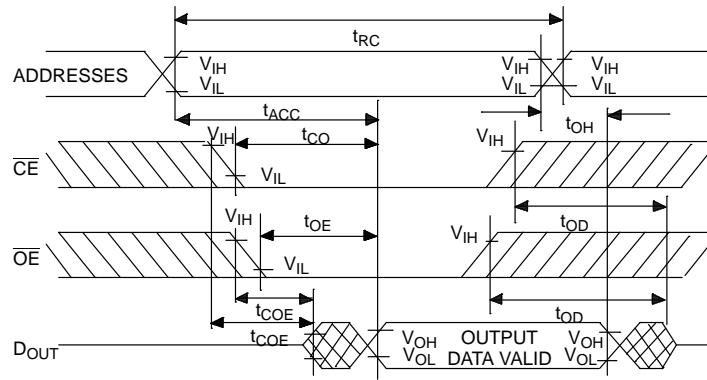 tRC
ADDRESSES
VIH
VIL
VIH
VIL
VIH
VIL
tACC
tOH
VIH
tCO
VIH
CE
VIL
tOD
VIH
tOE
VIH
OE
VIL
tCOE
tOD
tCOE
DOUT
VOH
VOL
OUTPUT
DATA VALID
VOH
VOL